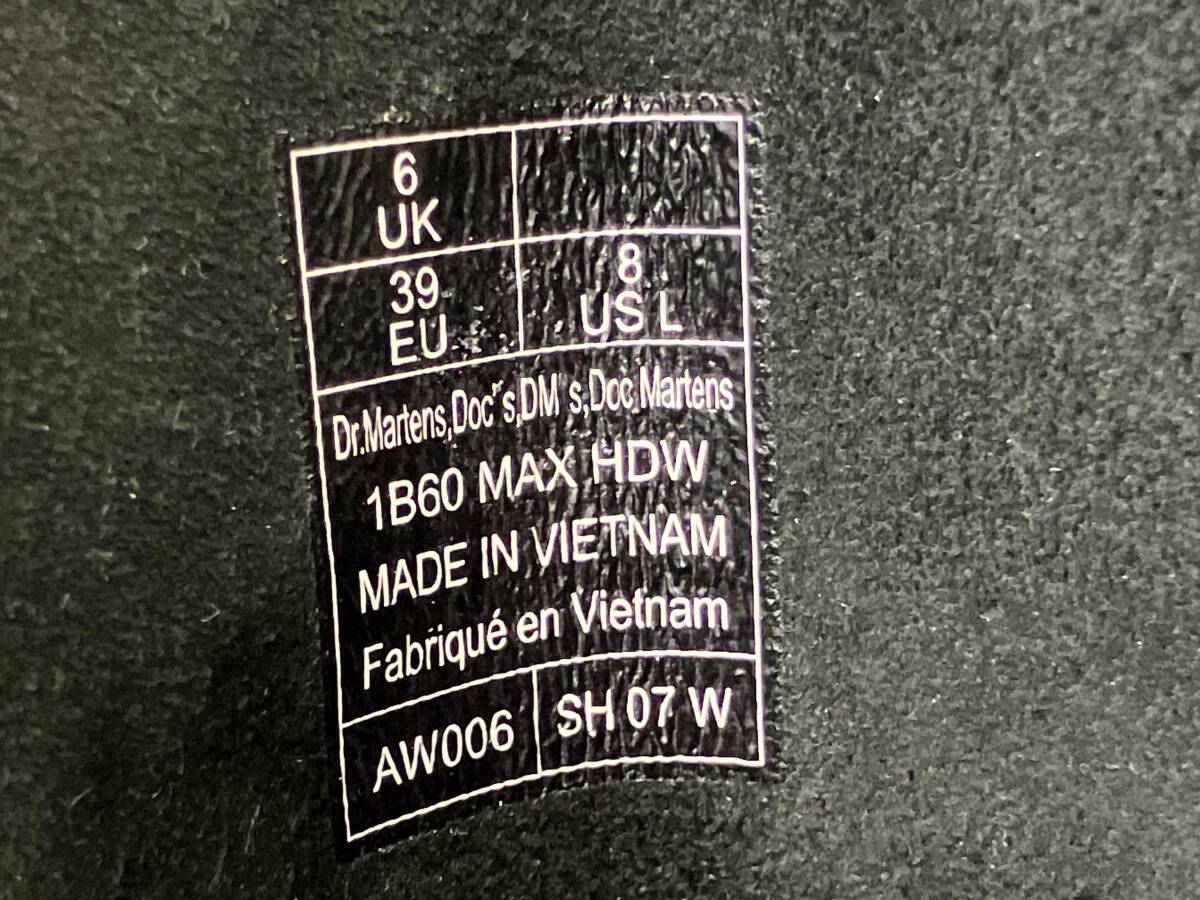 6
UK
39
EU
8
US L
Dr.Martens,Doc's,DM's,Doc Martens
1B60 MAX HDW
MADE IN VIETNAM
Fabriqué en Vietnam
AW006
SH 07 W